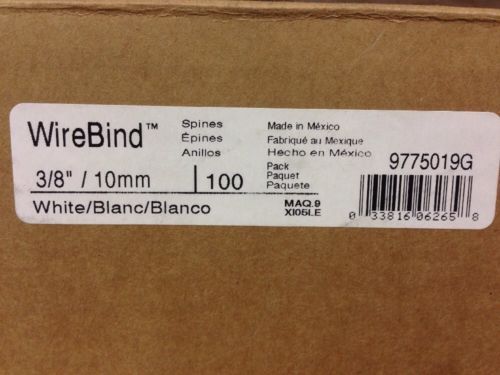 WireBind™
Spines
Épines
Anillos
Made in México
Fabriqué au Mexique
Hecho en México
3/8" / 10mm
100
Pack
Paquet
Paquete
9775019G
White/Blanc/Blanco
MAQ.9
XI05LE
0 33816 06265 8